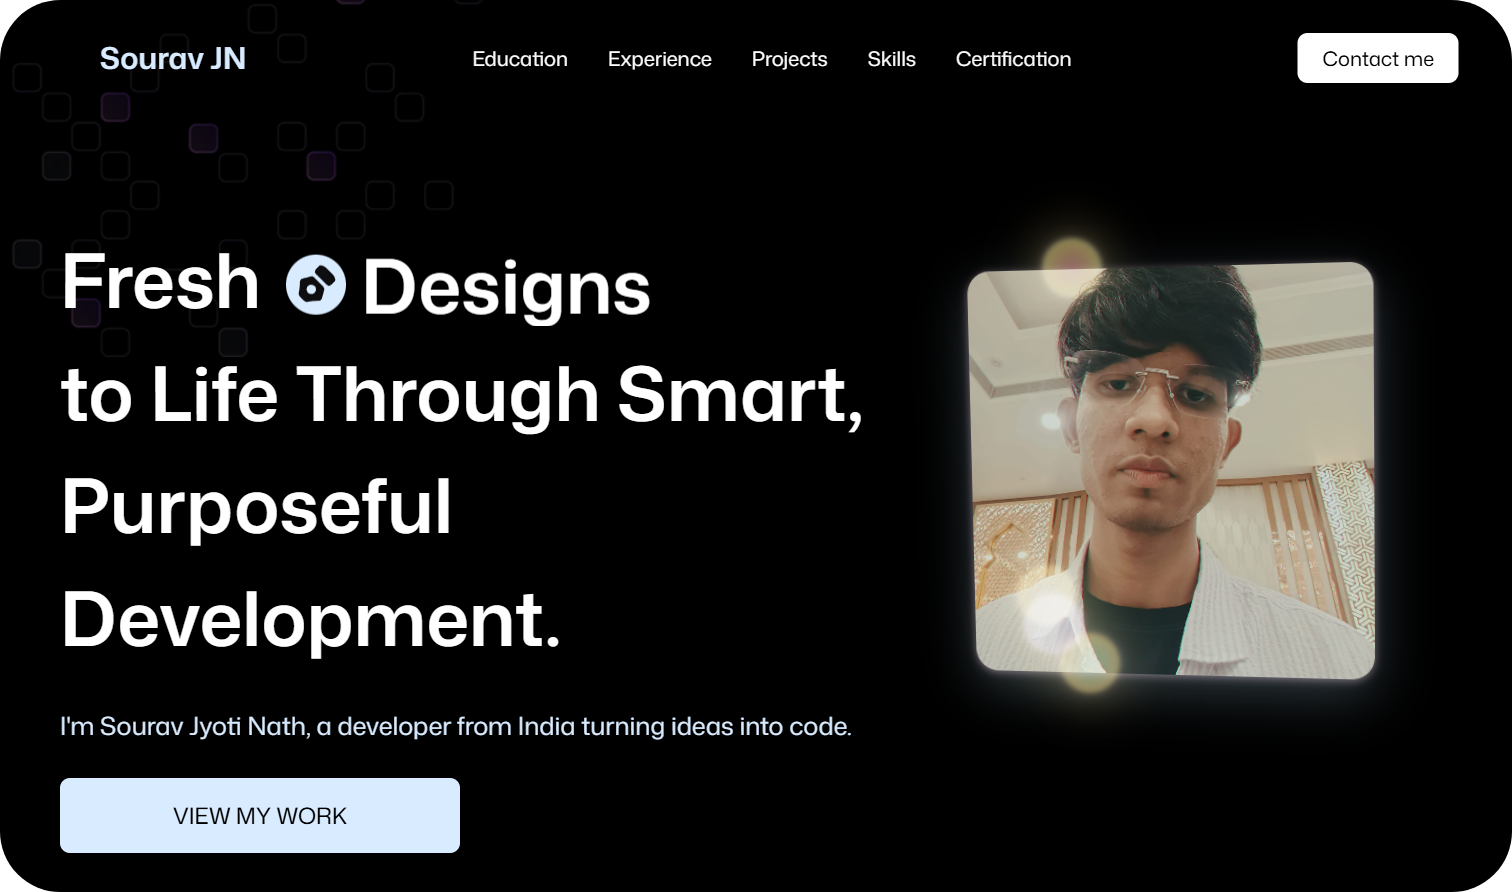 Sourav JN
Education
Experience
Projects
Skills
Certification
Contact me
Fresh Designs
to Life Through Smart,
Purposeful
Development.
I'm Sourav Jyoti Nath, a developer from India turning ideas into code.
VIEW MY WORK